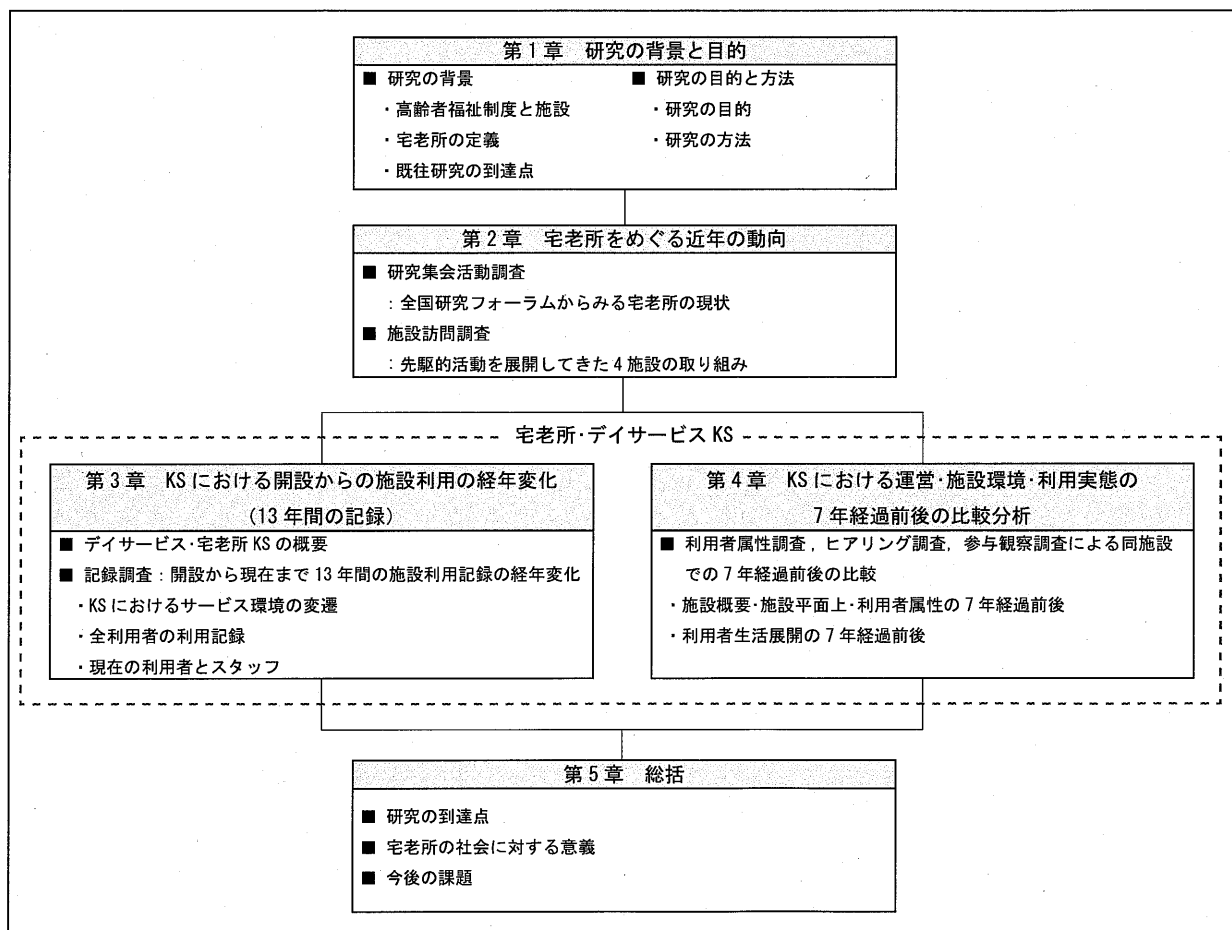 第1章 研究の背景と目的
■ 研究の背景
・高齢者福祉制度と施設
・宅老所の定義
・既往研究の到達点
■ 研究の目的と方法
・研究の目的
・研究の方法
第2章 宅老所をめぐる近年の動向
■ 研究集会活動調査
：全国研究フォーラムからみる宅老所の現状
■ 施設訪問調査
：先駆的活動を展開してきた4施設の取り組み
宅老所・デイサービスKS
第3章 KSにおける開設からの施設利用の経年変化
(13年間の記録)
■ デイサービス・宅老所KSの概要
■ 記録調査：開設から現在まで13年間の施設利用記録の経年変化
・KSにおけるサービス環境の変遷
・全利用者の利用記録
・現在の利用者とスタッフ
第4章 KSにおける運営・施設環境・利用実態の
7年経過前後の比較分析
■ 利用者属性調査，ヒアリング調査，参与観察調査による同施設
での7年経過前後の比較
・施設概要・施設平面上・利用者属性の7年経過前後
・利用者生活展開の7年経過前後
第5章 総括
■ 研究の到達点
■ 宅老所の社会に対する意義
■ 今後の課題